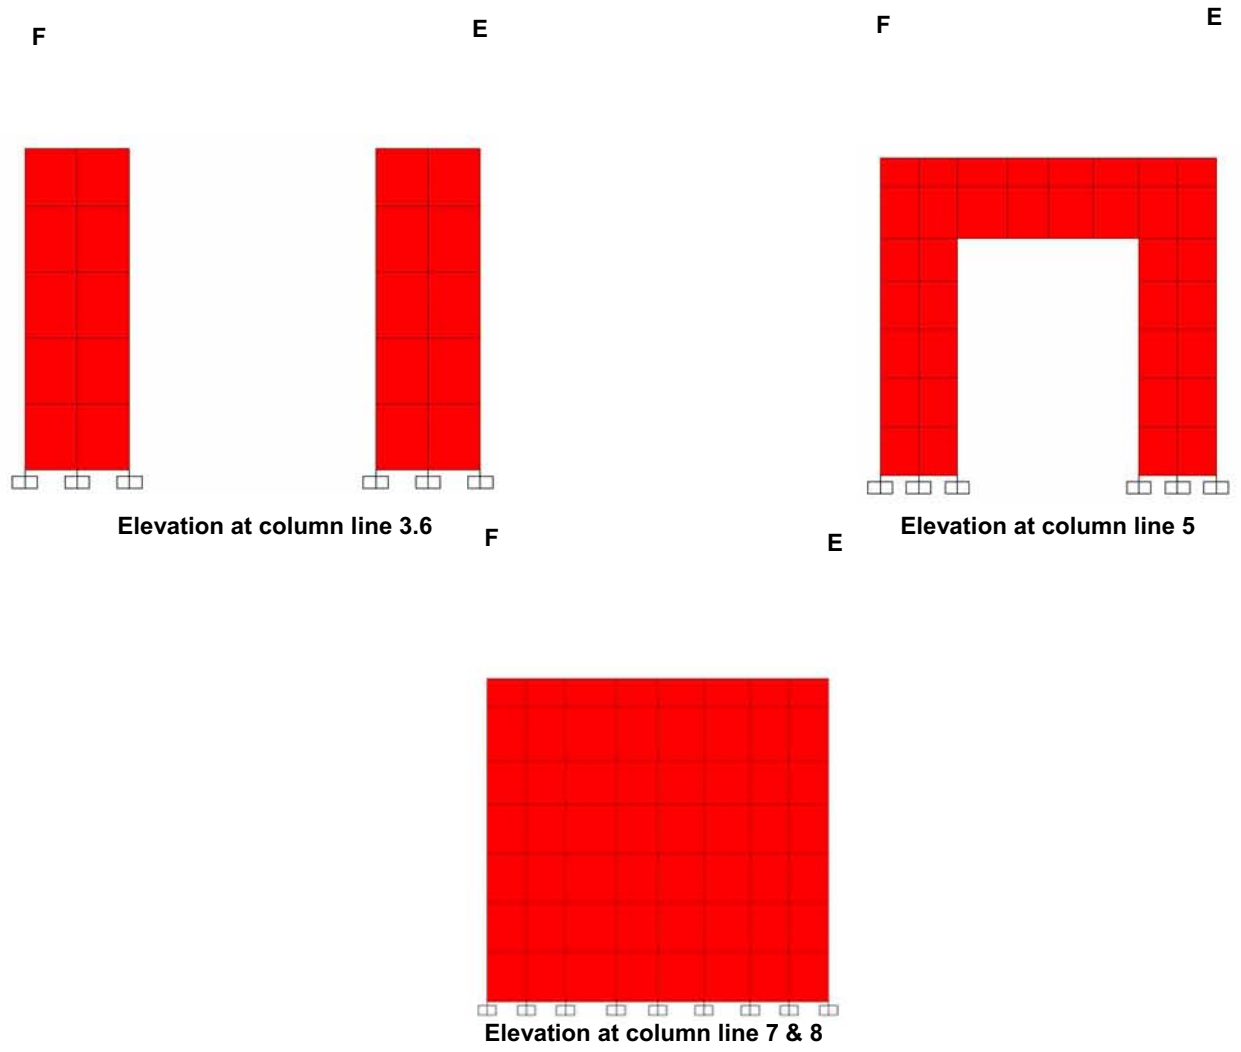 F
E
F
E
Elevation at column line 3.6
Elevation at column line 5
F
E
Elevation at column line 7 & 8